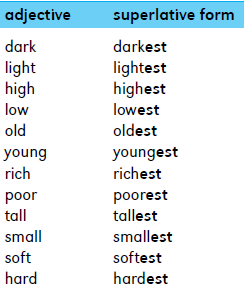 adjective superlative form
dark darkest
light lightest
high highest
low lowest
old oldest
young youngest
rich richest
poor poorest
tall tallest
small smallest
soft softest
hard hardest